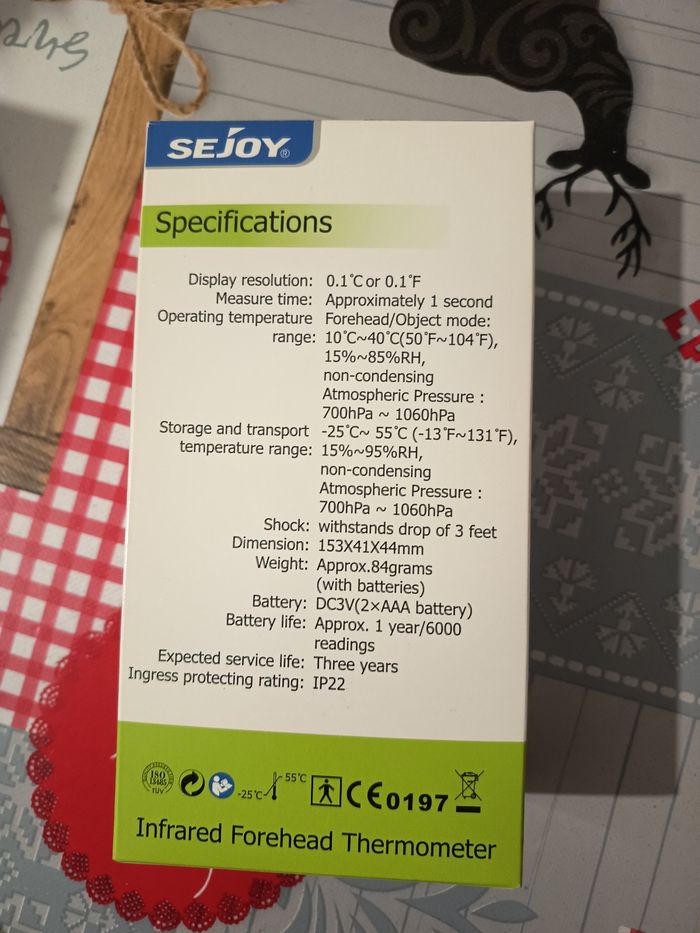 SEJOY®
Specifications
Display resolution: 0.1°C or 0.1°F
Measure time: Approximately 1 second
Operating temperature Forehead/Object mode:
range: 10°C~40°C(50°F~104°F),
15%~85%RH,
non-condensing
Atmospheric Pressure :
700hPa ~ 1060hPa
Storage and transport -25°C~ 55°C (-13°F~131°F),
temperature range: 15%~95%RH,
non-condensing
Atmospheric Pressure :
700hPa ~ 1060hPa
Shock: withstands drop of 3 feet
Dimension: 153X41X44mm
Weight: Approx.84grams
(with batteries)
Battery: DC3V(2×AAA battery)
Battery life: Approx. 1 year/6000
readings
Expected service life: Three years
Ingress protecting rating: IP22
ISO
13485
TÜV
-25°C 55°C
CE0197
Infrared Forehead Thermometer